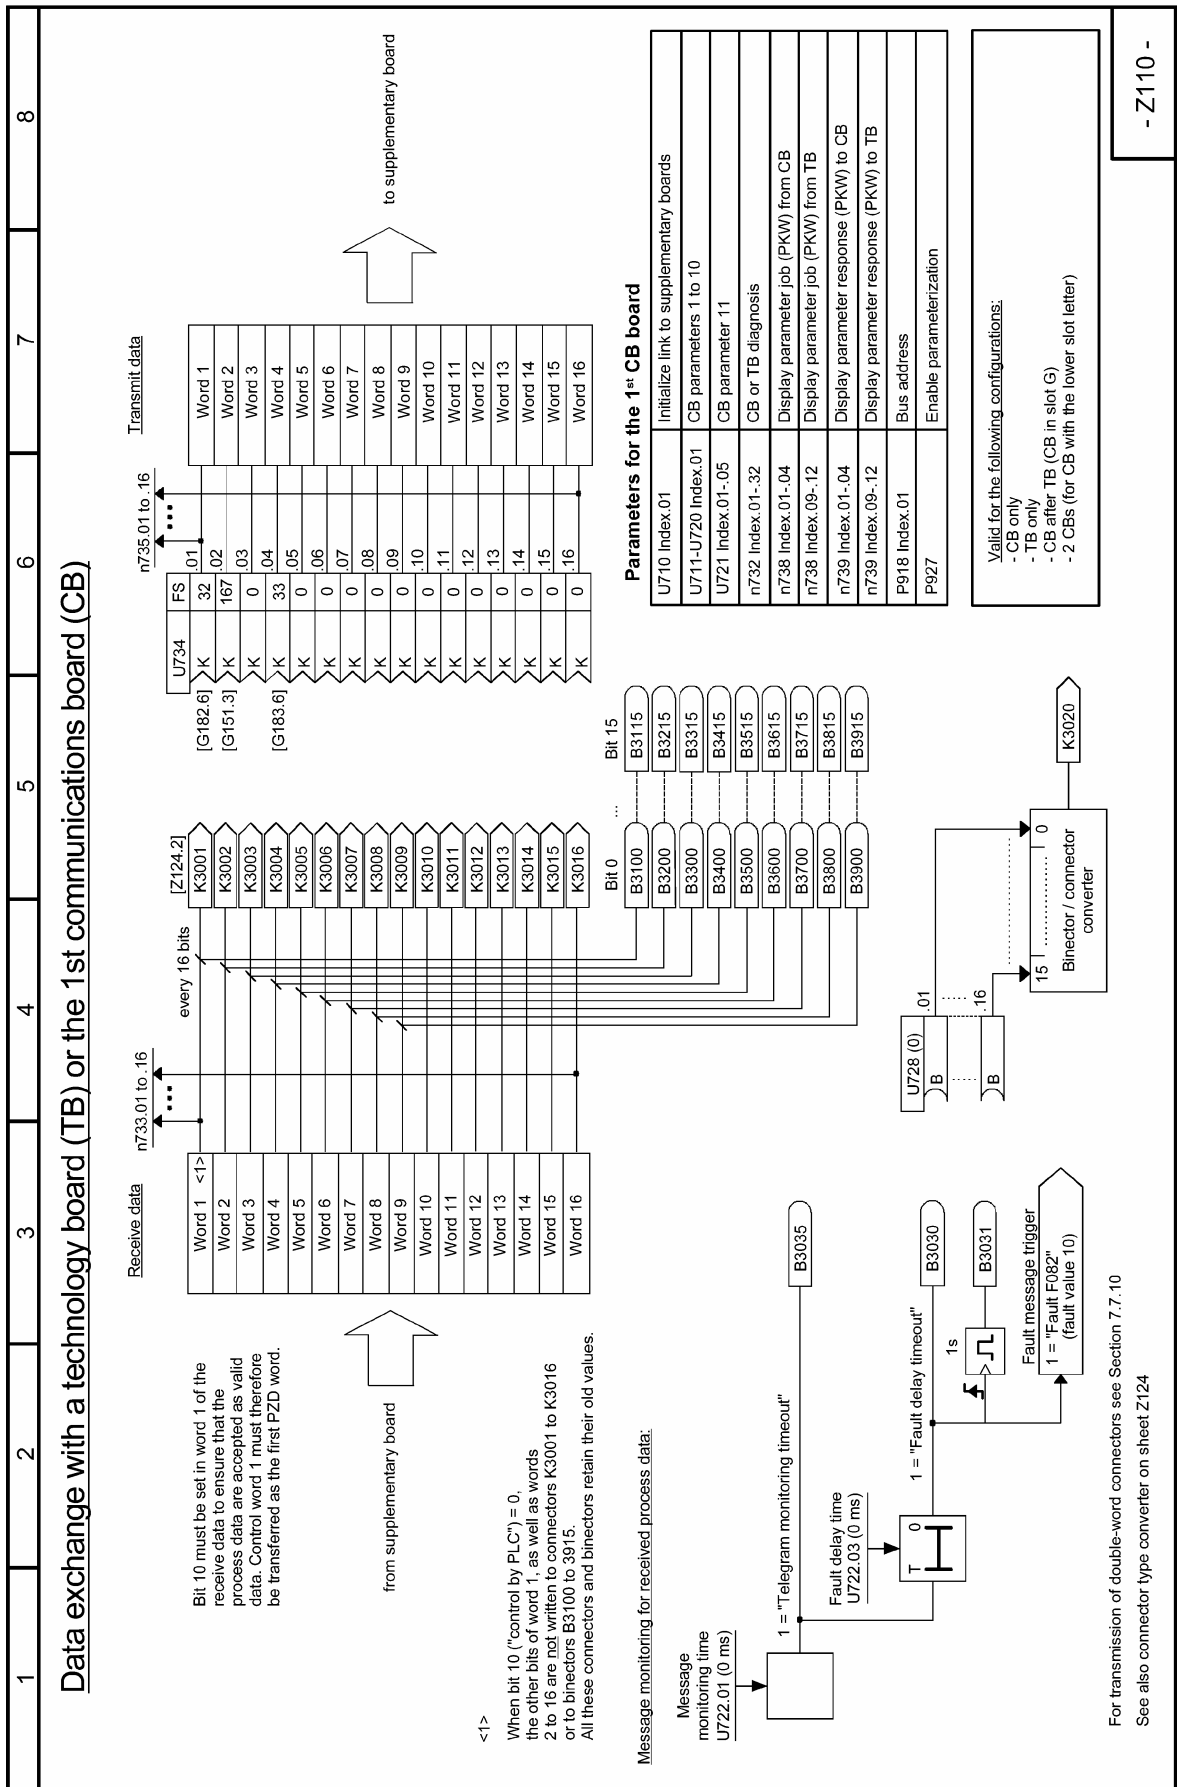 1 2 3 4 5 6 7 8
Data exchange with a technology board (TB) or the 1st communications board (CB)
Bit 10 must be set in word 1 of the
receive data to ensure that the
process data are accepted as valid
data. Control word 1 must therefore
be transferred as the first PZD word.
from supplementary board
<1>
When bit 10 ("control by PLC") = 0,
the other bits of word 1, as well as words
2 to 16 are not written to connectors K3001 to K3016
or to binectors B3100 to 3915.
All these connectors and binectors retain their old values.
Receive data
Word 1 <1>
Word 2
Word 3
Word 4
Word 5
Word 6
Word 7
Word 8
Word 9
Word 10
Word 11
Word 12
Word 13
Word 14
Word 15
Word 16
n733.01 to .16
every 16 bits
[Z124.2]
K3001
K3002
K3003
K3004
K3005
K3006
K3007
K3008
K3009
K3010
K3011
K3012
K3013
K3014
K3015
K3016
Bit 0 ... Bit 15
B3100 B3115
B3200 B3215
B3300 B3315
B3400 B3415
B3500 B3515
B3600 B3615
B3700 B3715
B3800 B3815
B3900 B3915
U734 FS
[G182.6] K 32 .01
[G151.3] K 167 .02
K 0 .03
[G183.6] K 33 .04
K 0 .05
K 0 .06
K 0 .07
K 0 .08
K 0 .09
K 0 .10
K 0 .11
K 0 .12
K 0 .13
K 0 .14
K 0 .15
K 0 .16
n735.01 to .16
Transmit data
Word 1
Word 2
Word 3
Word 4
Word 5
Word 6
Word 7
Word 8
Word 9
Word 10
Word 11
Word 12
Word 13
Word 14
Word 15
Word 16
to supplementary board
Message monitoring for received process data:
Message
monitoring time
U722.01 (0 ms)
1 = "Telegram monitoring timeout"
B3035
Fault delay time
U722.03 (0 ms)
T 0
1 = "Fault delay timeout"
B3030
1s
B3031
Fault message trigger
1 = "Fault F082"
(fault value 10)
U728 (0)
B .01
B .16
15 0
Binector / connector
converter
K3020
Parameters for the 1st CB board
U710 Index.01 Initialize link to supplementary boards
U711-U720 Index.01 CB parameters 1 to 10
U721 Index.01-.05 CB parameter 11
n732 Index.01-.32 CB or TB diagnosis
n738 Index.01-.04 Display parameter job (PKW) from CB
n738 Index.09-.12 Display parameter job (PKW) from TB
n739 Index.01-.04 Display parameter response (PKW) to CB
n739 Index.09-.12 Display parameter response (PKW) to TB
P918 Index.01 Bus address
P927 Enable parameterization
Valid for the following configurations:
- CB only
- TB only
- CB after TB (CB in slot G)
- 2 CBs (for CB with the lower slot letter)
For transmission of double-word connectors see Section 7.7.10
See also connector type converter on sheet Z124
- Z110 -